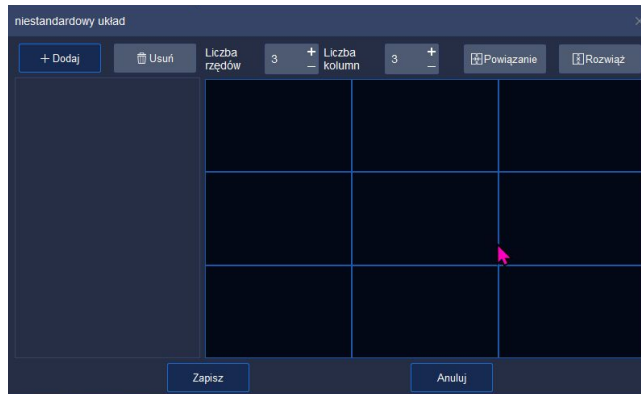 niestandardowy układ
+ Dodaj
Usuń
Liczba
rzędów
3
+
–
Liczba
kolumn
3
+
–
Powiązanie
Rozwiąż
Zapisz
Anuluj